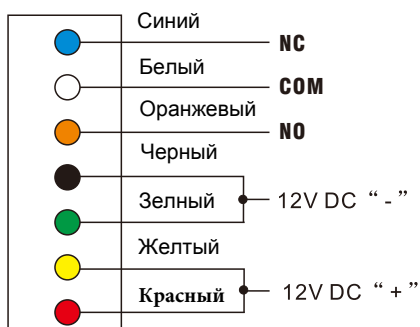 Синий
NC
Белый
COM
Оранжевый
NO
Черный
Зелный
12V DC “ - ”
Желтый
Красный
12V DC “ + ”